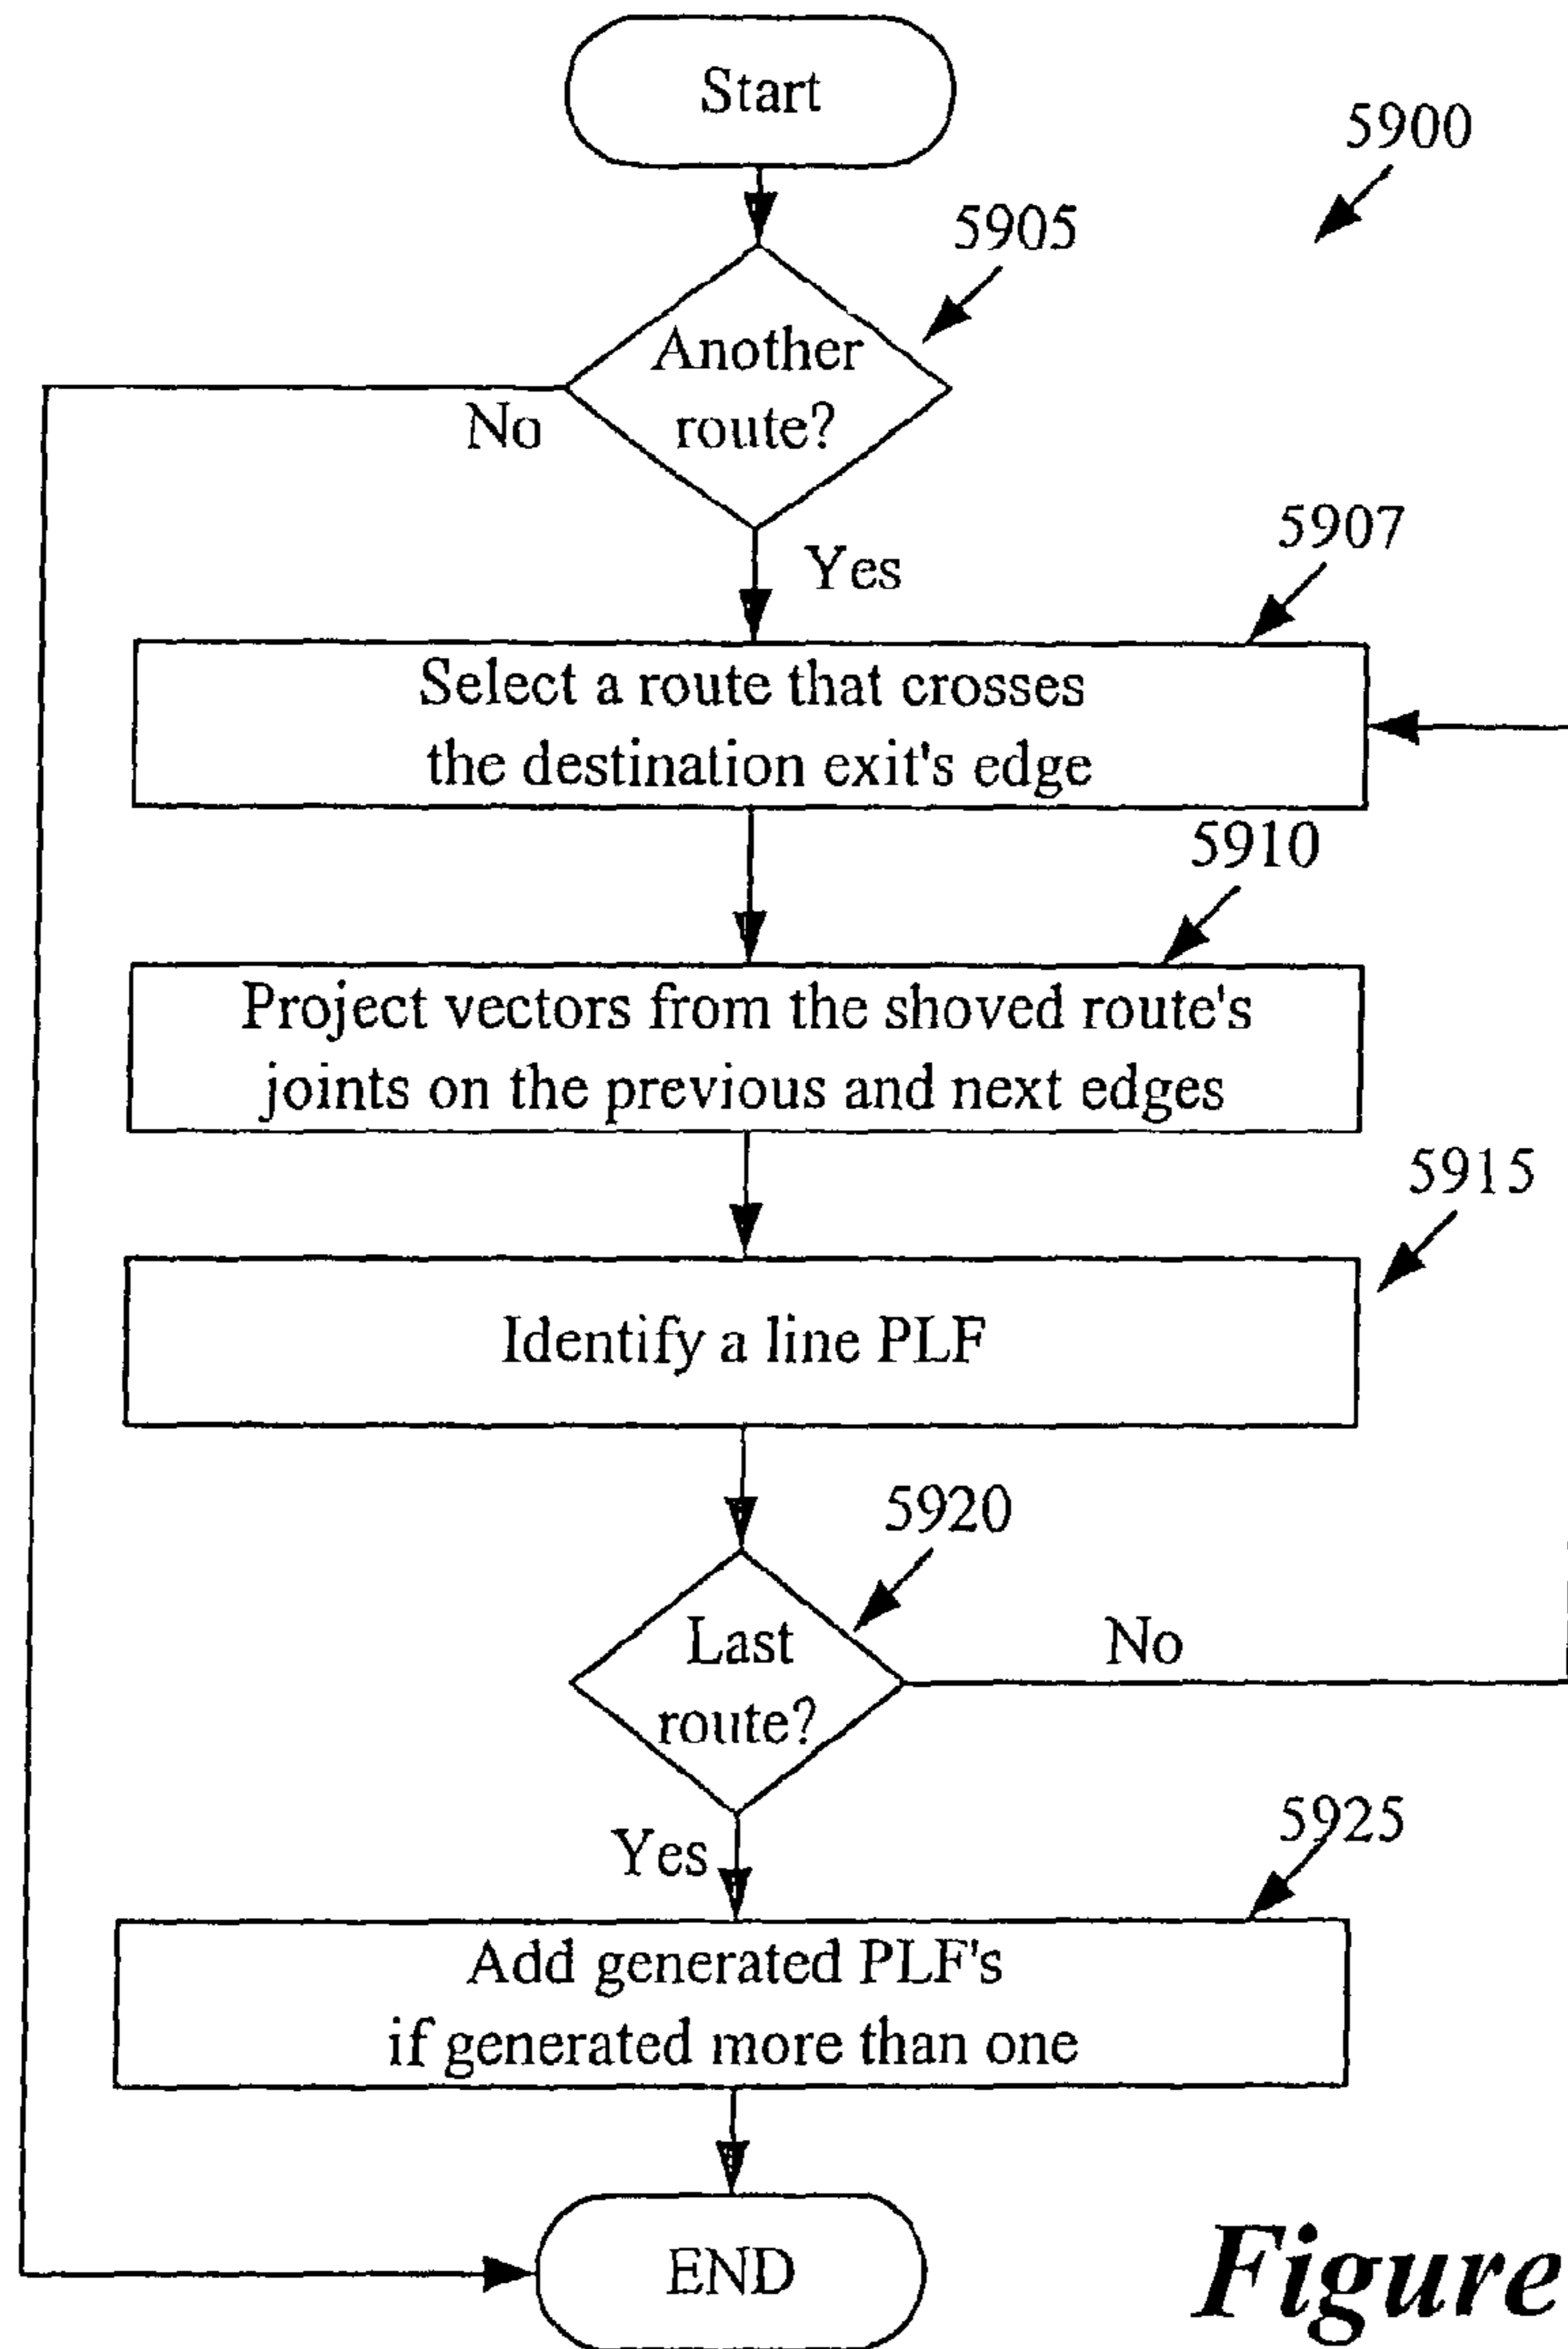 Start
5900
5905
Another
route?
No
Yes
5907
Select a route that crosses
the destination exit's edge
5910
Project vectors from the shoved route's
joints on the previous and next edges
5915
Identify a line PLF
5920
Last
route?
No
Yes
5925
Add generated PLF's
if generated more than one
END
Figure